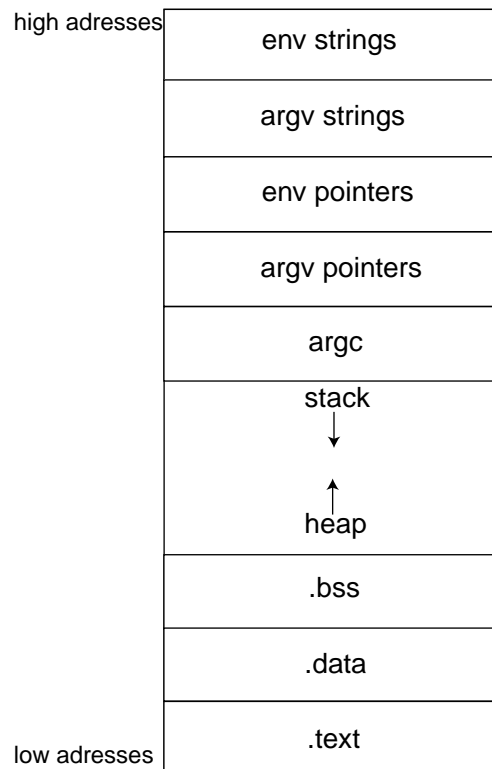 high adresses
env strings
argv strings
env pointers
argv pointers
argc
stack
heap
.bss
.data
.text
low adresses